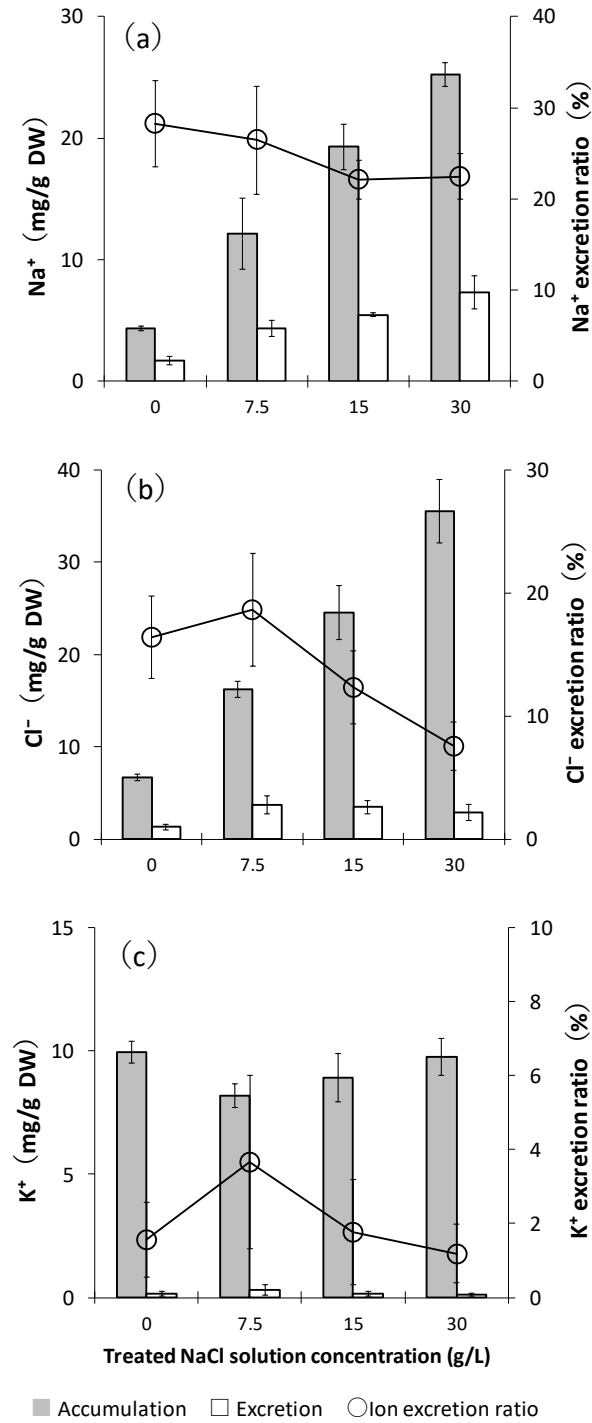 (a)
30
20
10
0
Na⁺ (mg/g DW)
40
30
20
10
0
Na⁺ excretion ratio (%)
0 7.5 15 30
(b)
40
30
20
10
0
Cl⁻ (mg/g DW)
30
20
10
0
Cl⁻ excretion ratio (%)
0 7.5 15 30
(c)
15
10
5
0
K⁺ (mg/g DW)
10
8
6
4
2
0
K⁺ excretion ratio (%)
0 7.5 15 30
Treated NaCl solution concentration (g/L)
Accumulation Excretion Ion excretion ratio